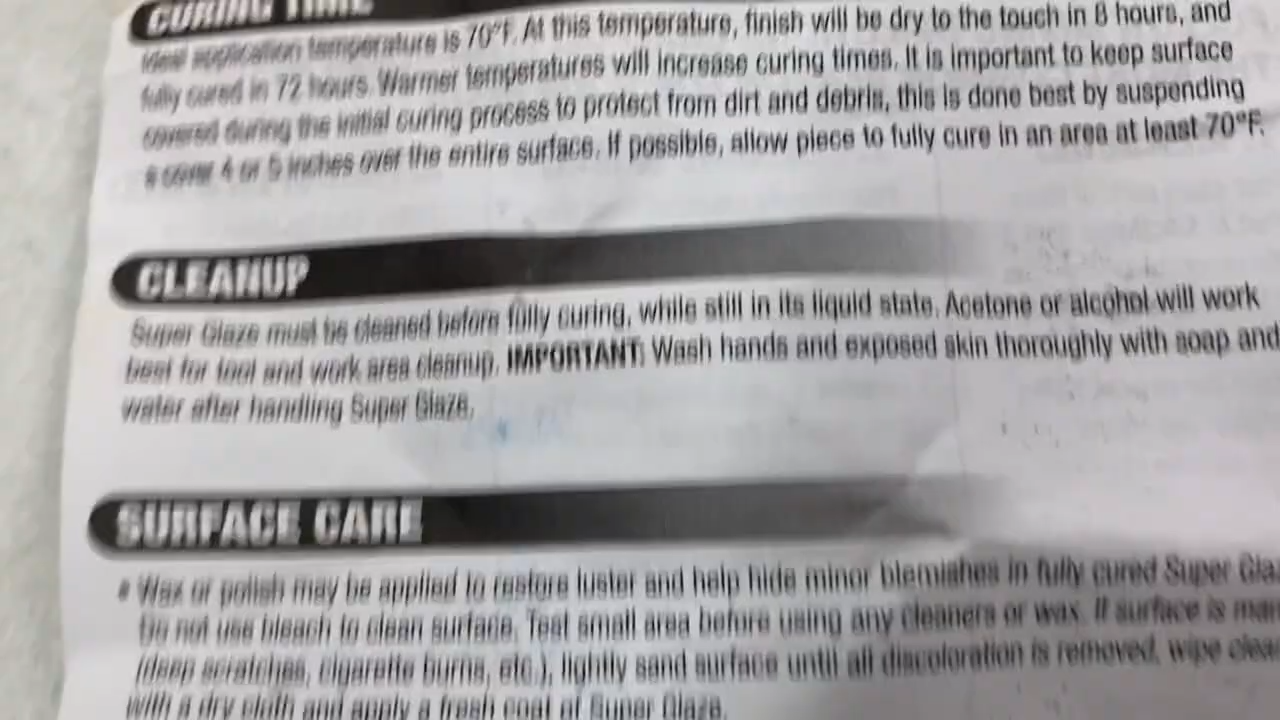 CURING TIME
Ideal application temperature is 70°F. At this temperature, finish will be dry to the touch in 8 hours, and
fully cured in 72 hours. Warmer temperatures will increase curing times. It is important to keep surface
covered during the initial curing process to protect from dirt and debris, this is done best by suspending
a cover 4 or 5 inches over the entire surface. If possible, allow piece to fully cure in an area at least 70°F.
CLEANUP
Super Glaze must be cleaned before fully curing, while still in its liquid state. Acetone or alcohol will work
best for tool and work area cleanup. IMPORTANT: Wash hands and exposed skin thoroughly with soap and
water after handling Super Glaze.
SURFACE CARE
• Wax or polish may be applied to restore luster and help hide minor blemishes in fully cured Super Gla
Do not use bleach to clean surface. Test small area before using any cleaners or wax. If surface is mar
(deep scratches, cigarette burns, etc.), lightly sand surface until all discoloration is removed, wipe clea
with a dry cloth and apply a fresh coat of Super Glaze.